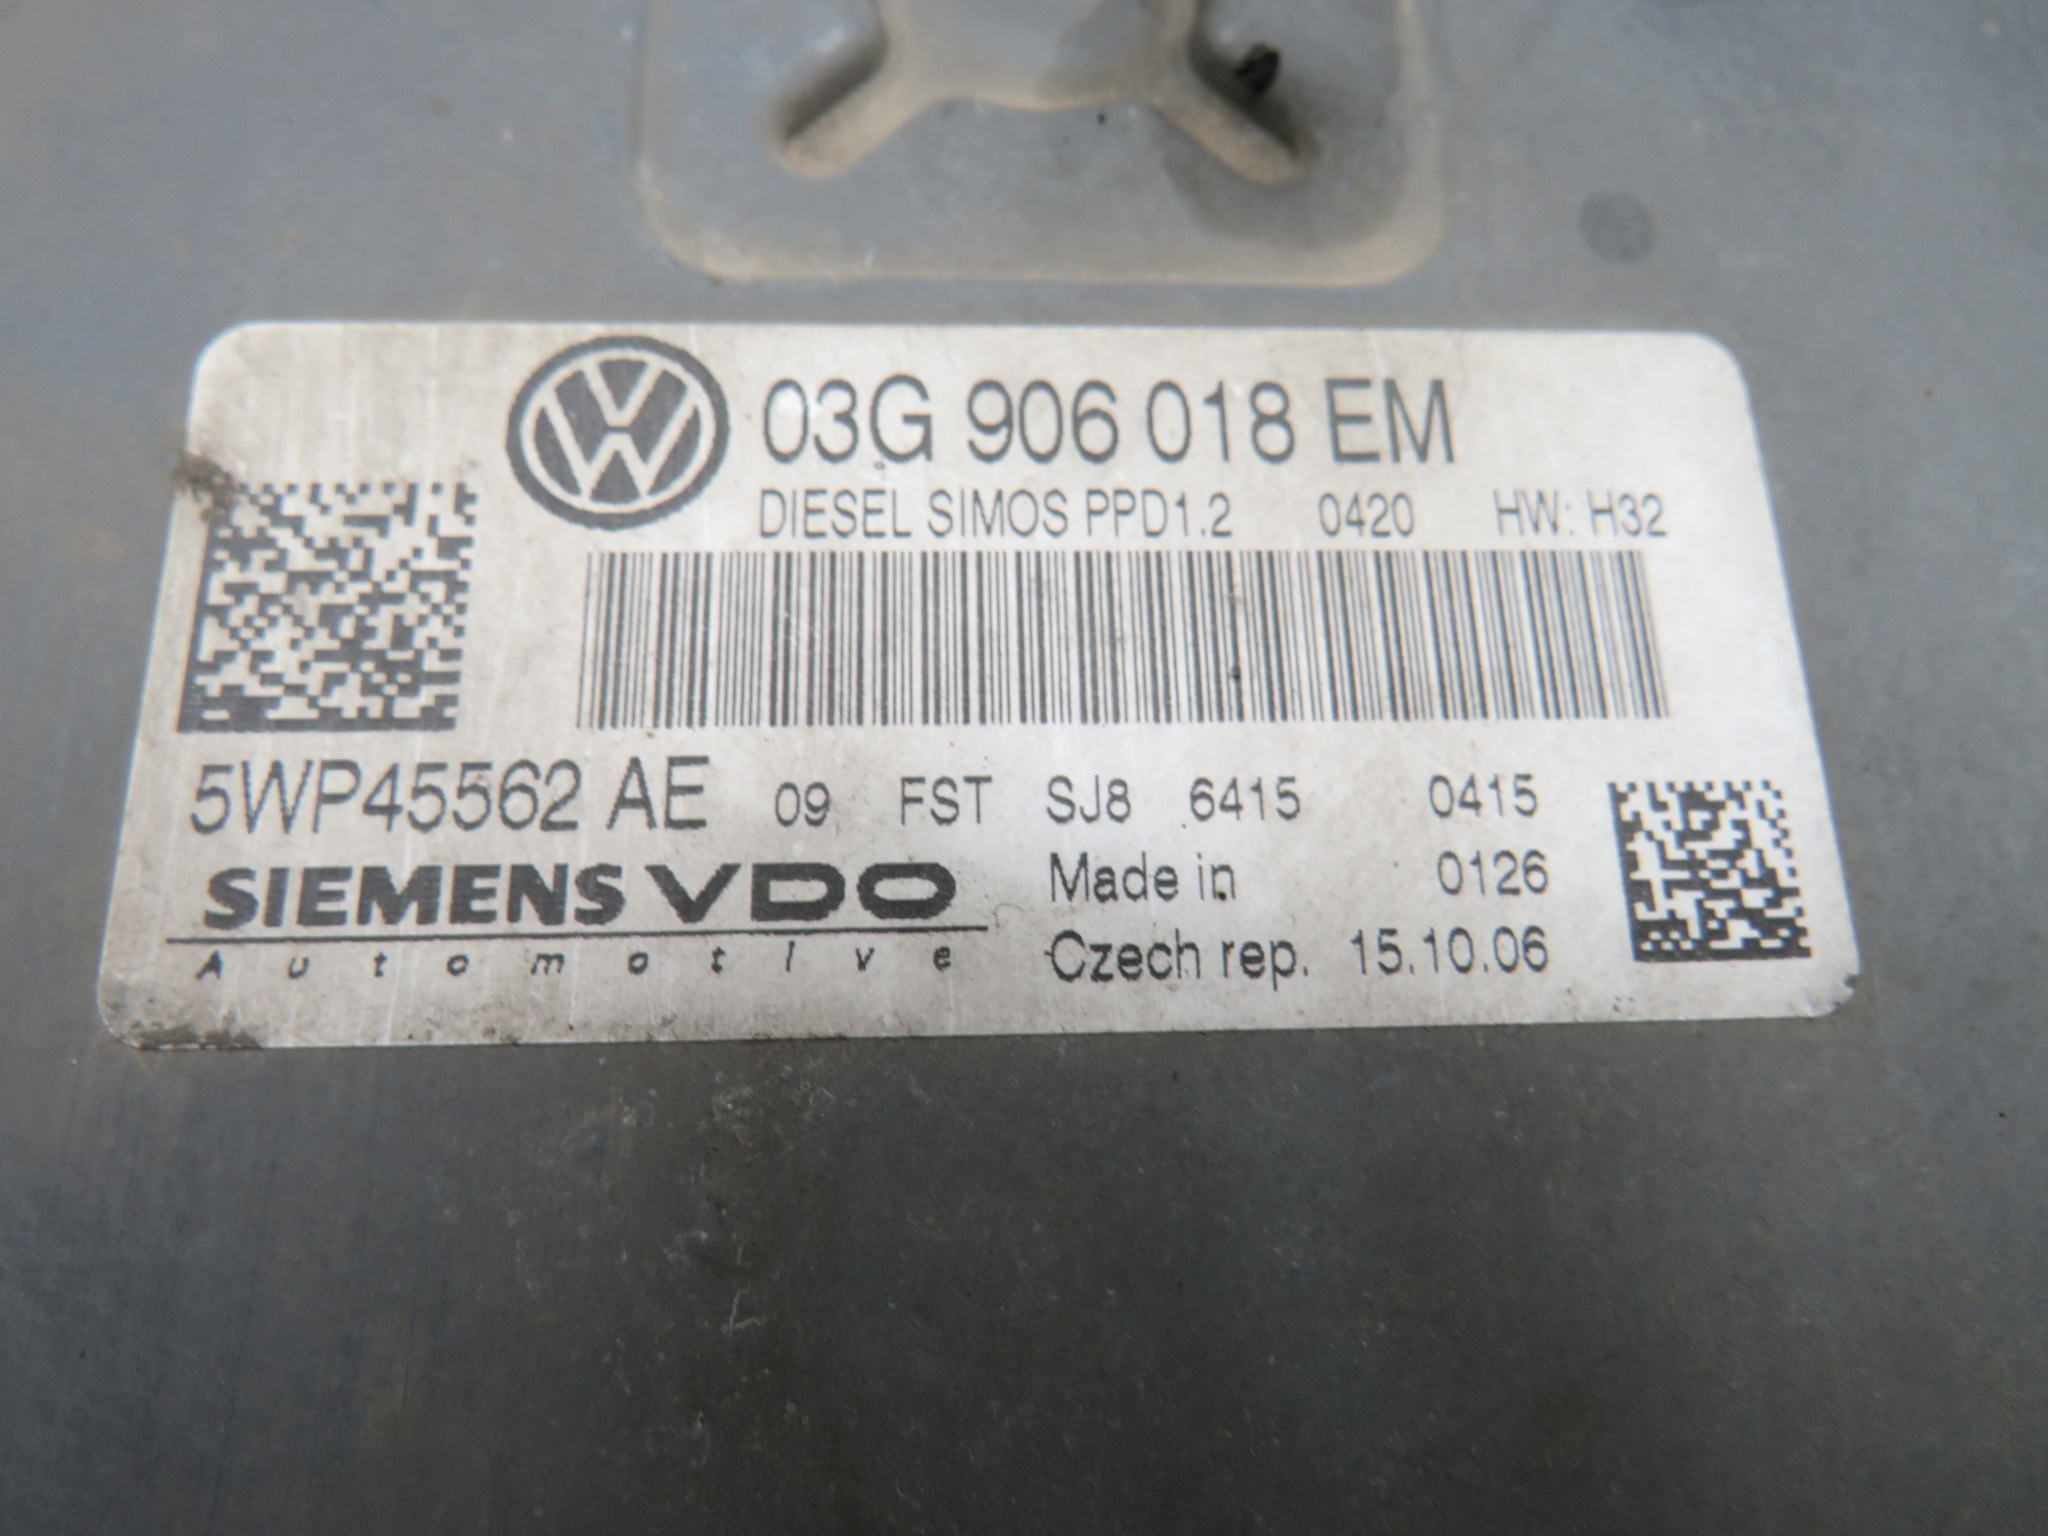 03G 906 018 EM
DIESEL SIMOS PPD1.2 0420 HW: H32
5WP45562 AE 09 FST SJ8 6415 0415
SIEMENS VDO Made in 0126
Automotive Czech rep. 15.10.06